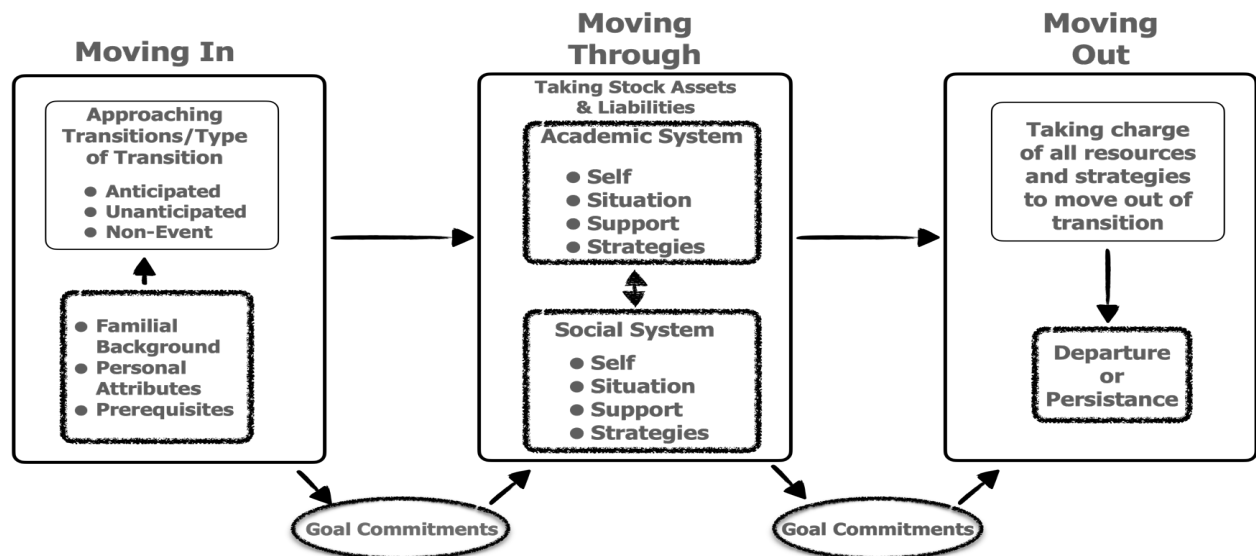 Moving In
Approaching
Transitions/Type
of Transition
● Anticipated
● Unanticipated
● Non-Event
● Familial
Background
● Personal
Attributes
● Prerequisites
Goal Commitments
Moving
Through
Taking Stock Assets
& Liabilities
Academic System
● Self
● Situation
● Support
● Strategies
Social System
● Self
● Situation
● Support
● Strategies
Goal Commitments
Moving
Out
Taking charge
of all resources
and strategies
to move out of
transition
Departure
or
Persistance